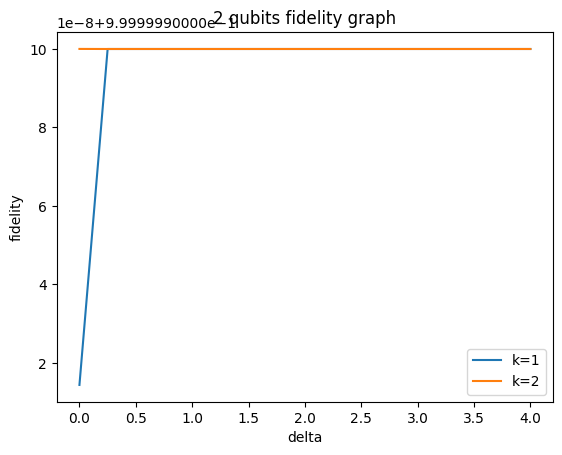 2 qubits fidelity graph
1e−8+9.9999990000e−1
fidelity
10
8
6
4
2
0.0 0.5 1.0 1.5 2.0 2.5 3.0 3.5 4.0
delta
k=1
k=2